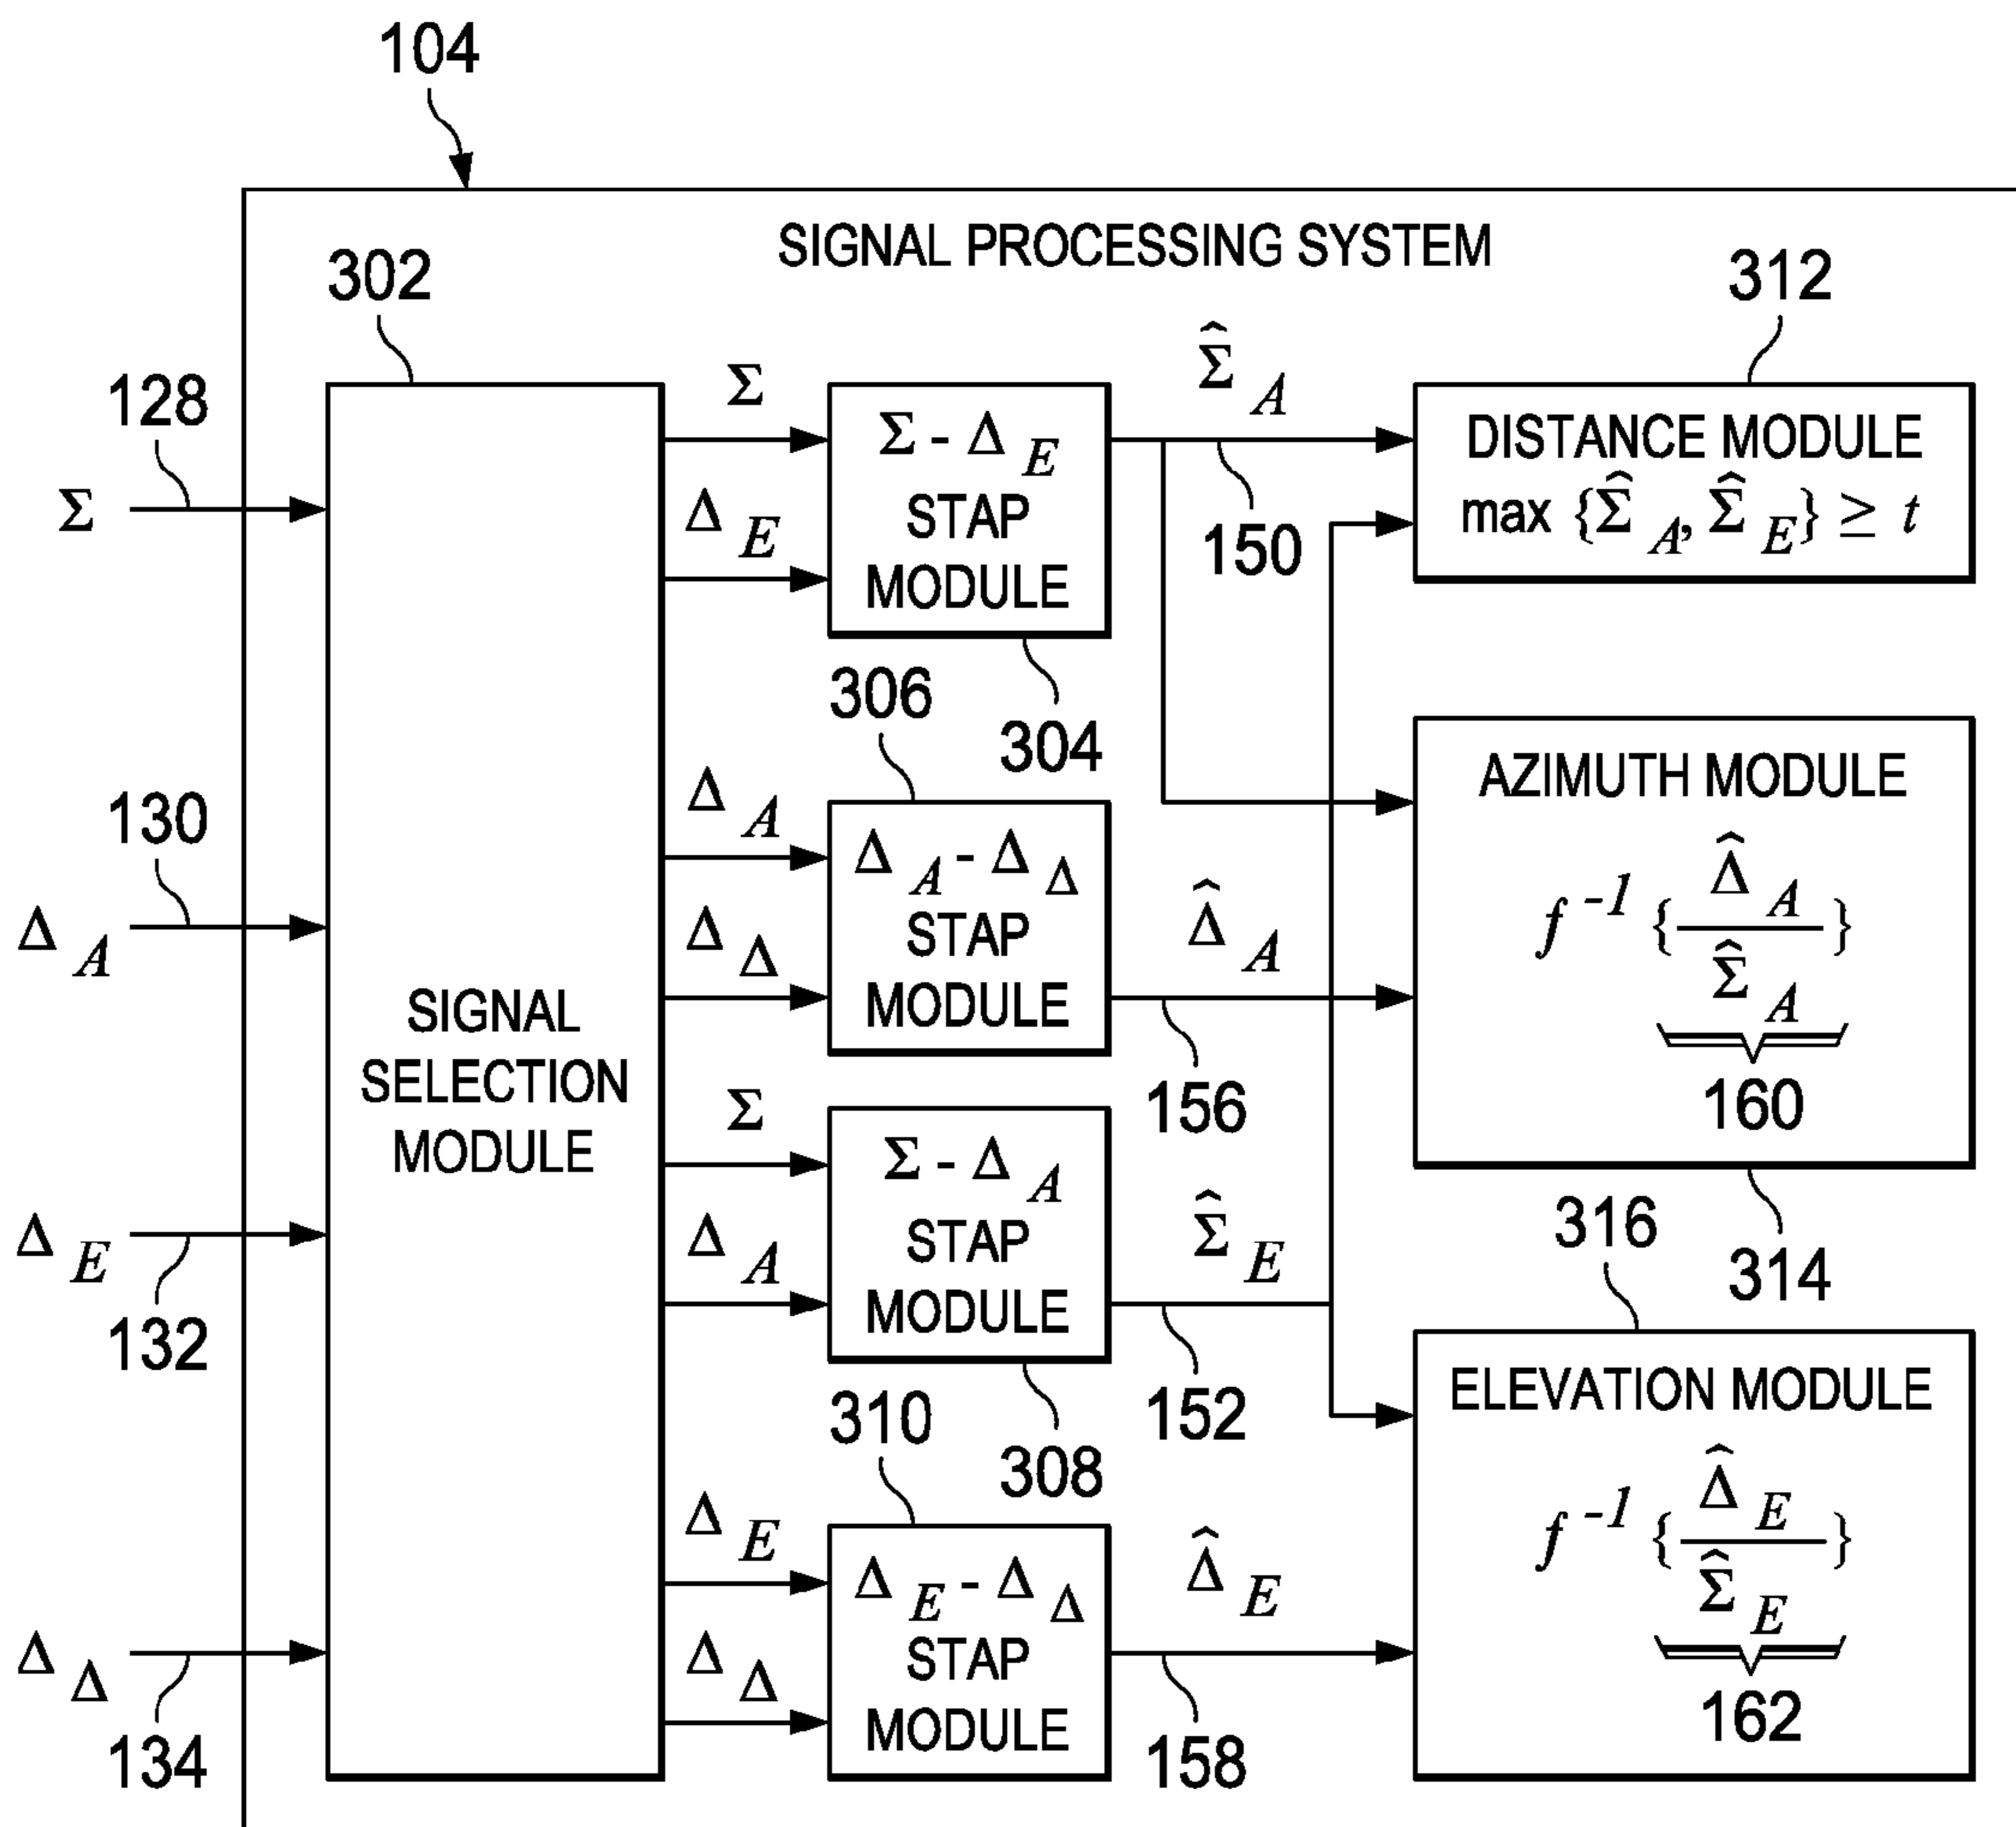 104
SIGNAL PROCESSING SYSTEM
302
312
128
Σ
130
Δ A
Δ E
132
Δ Δ
134
SIGNAL
SELECTION
MODULE
Σ
Δ E
Σ - Δ E
STAP
MODULE
304
306
Δ A
Δ Δ
Δ A - Δ Δ
STAP
MODULE
Σ
Δ A
Σ - Δ A
STAP
MODULE
308
310
Δ E
Δ Δ
Δ E - Δ Δ
STAP
MODULE
Σ̂ A
150
Δ̂ A
156
Σ̂ E
152
Δ̂ E
158
DISTANCE MODULE
max {Σ̂ A, Σ̂ E} ≥ t
AZIMUTH MODULE
f -1 {Δ̂ A / Σ̂ A}
160
314
316
ELEVATION MODULE
f -1 {Δ̂ E / Σ̂ E}
162